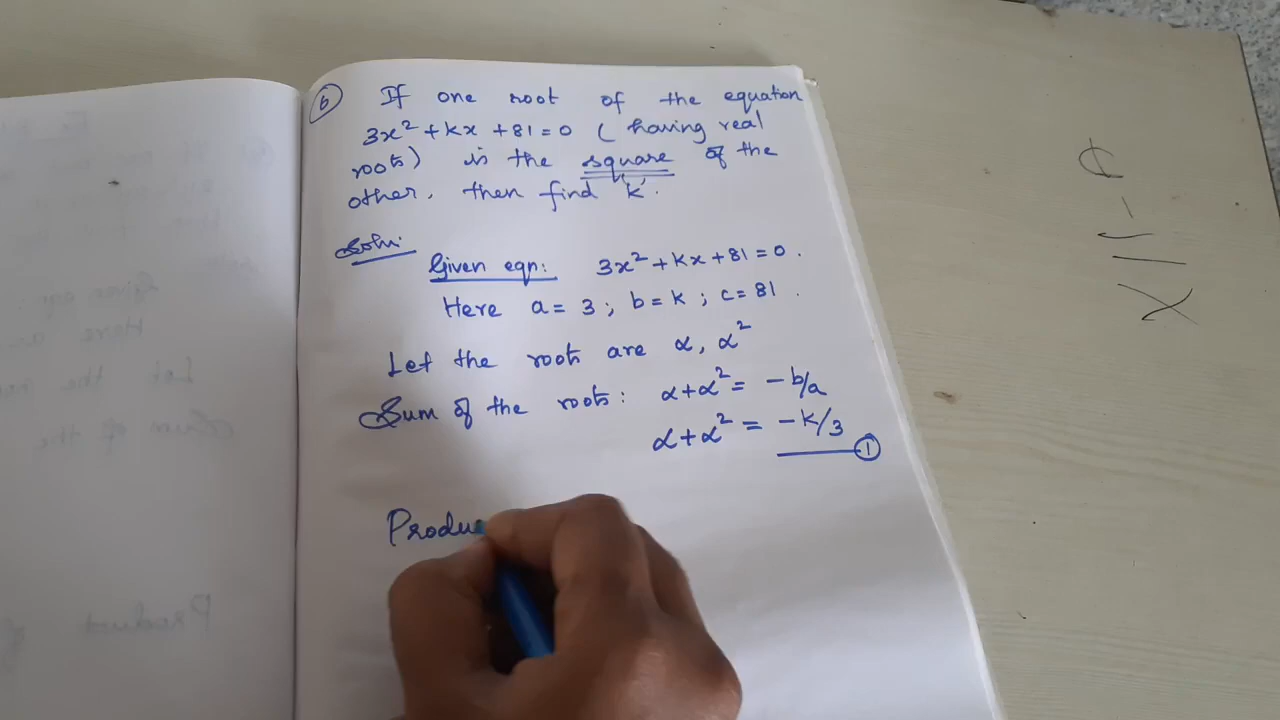 6 If one root of the equation
3x² + kx + 81 = 0 (having real
roots) is the square of the
other, then find 'k'.
Soln:
Given eqn: 3x² + kx + 81 = 0.
Here a = 3; b = k; c = 81.
Let the roots are α, α²
Sum of the roots: α + α² = -b/a
α + α² = -k/3
1
Produc